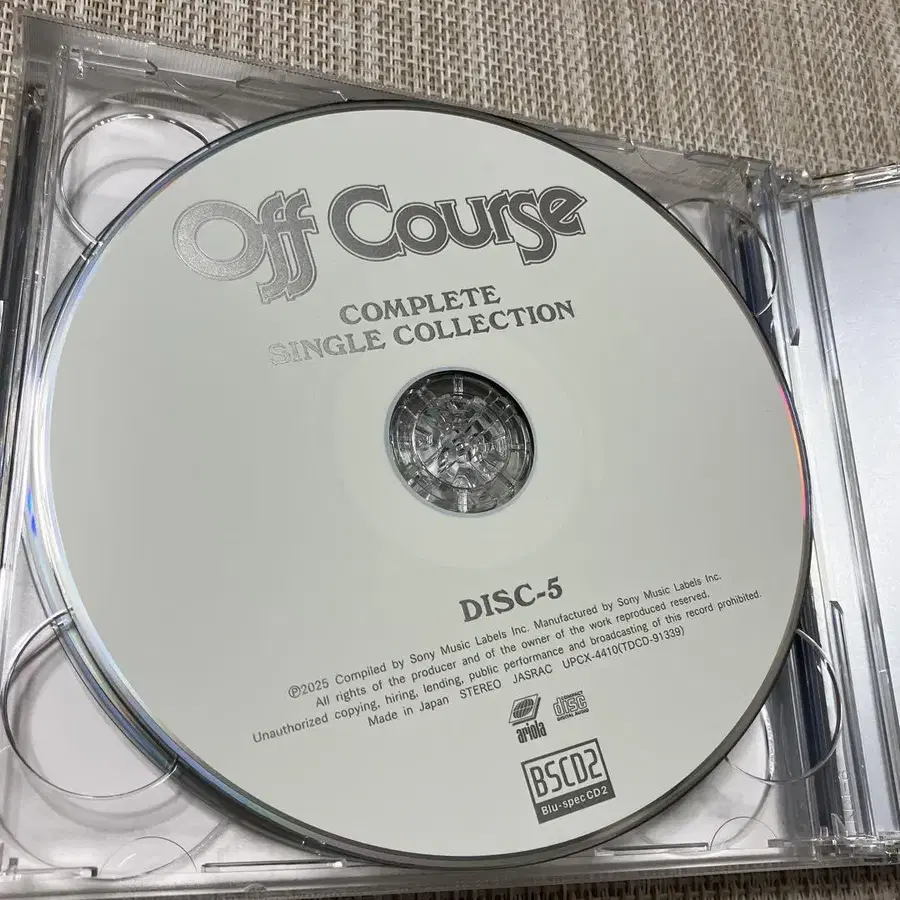 Off Course
COMPLETE
SINGLE COLLECTION
DISC-5
℗2025 Compiled by Sony Music Labels Inc. Manufactured by Sony Music Labels Inc.
All rights of the producer and of the owner of the work reproduced reserved.
Unauthorized copying, hiring, lending, public performance and broadcasting of this record prohibited.
Made in Japan STEREO JASRAC UPCX-4410(TDCD-91339)
ariola
COMPACT
disc
DIGITAL AUDIO
BSCD2
Blu-specCD2